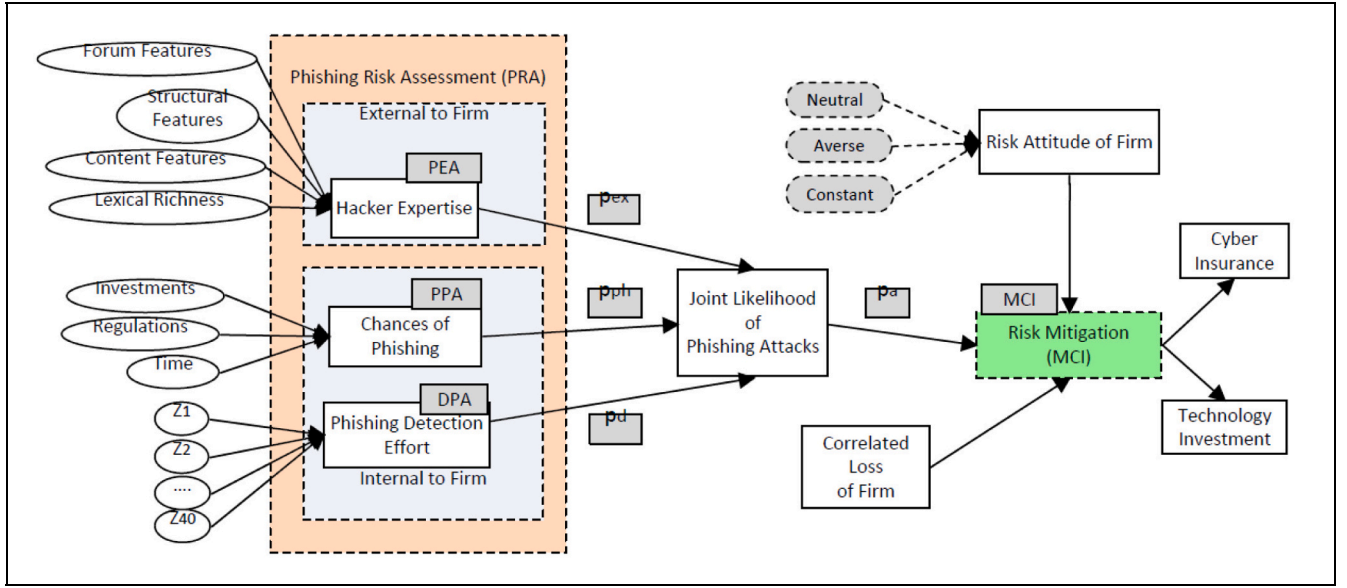 Forum Features
Structural
Features
Content Features
Lexical Richness
Investments
Regulations
Time
Z1
Z2
....
Z40
Phishing Risk Assessment (PRA)
External to Firm
PEA
Hacker Expertise
PPA
Chances of
Phishing
DPA
Phishing Detection
Effort
Internal to Firm
pex
pph
pd
Joint Likelihood
of
Phishing Attacks
pa
Neutral
Averse
Constant
Risk Attitude of Firm
MCI
Risk Mitigation
(MCI)
Correlated
Loss
of Firm
Cyber
Insurance
Technology
Investment